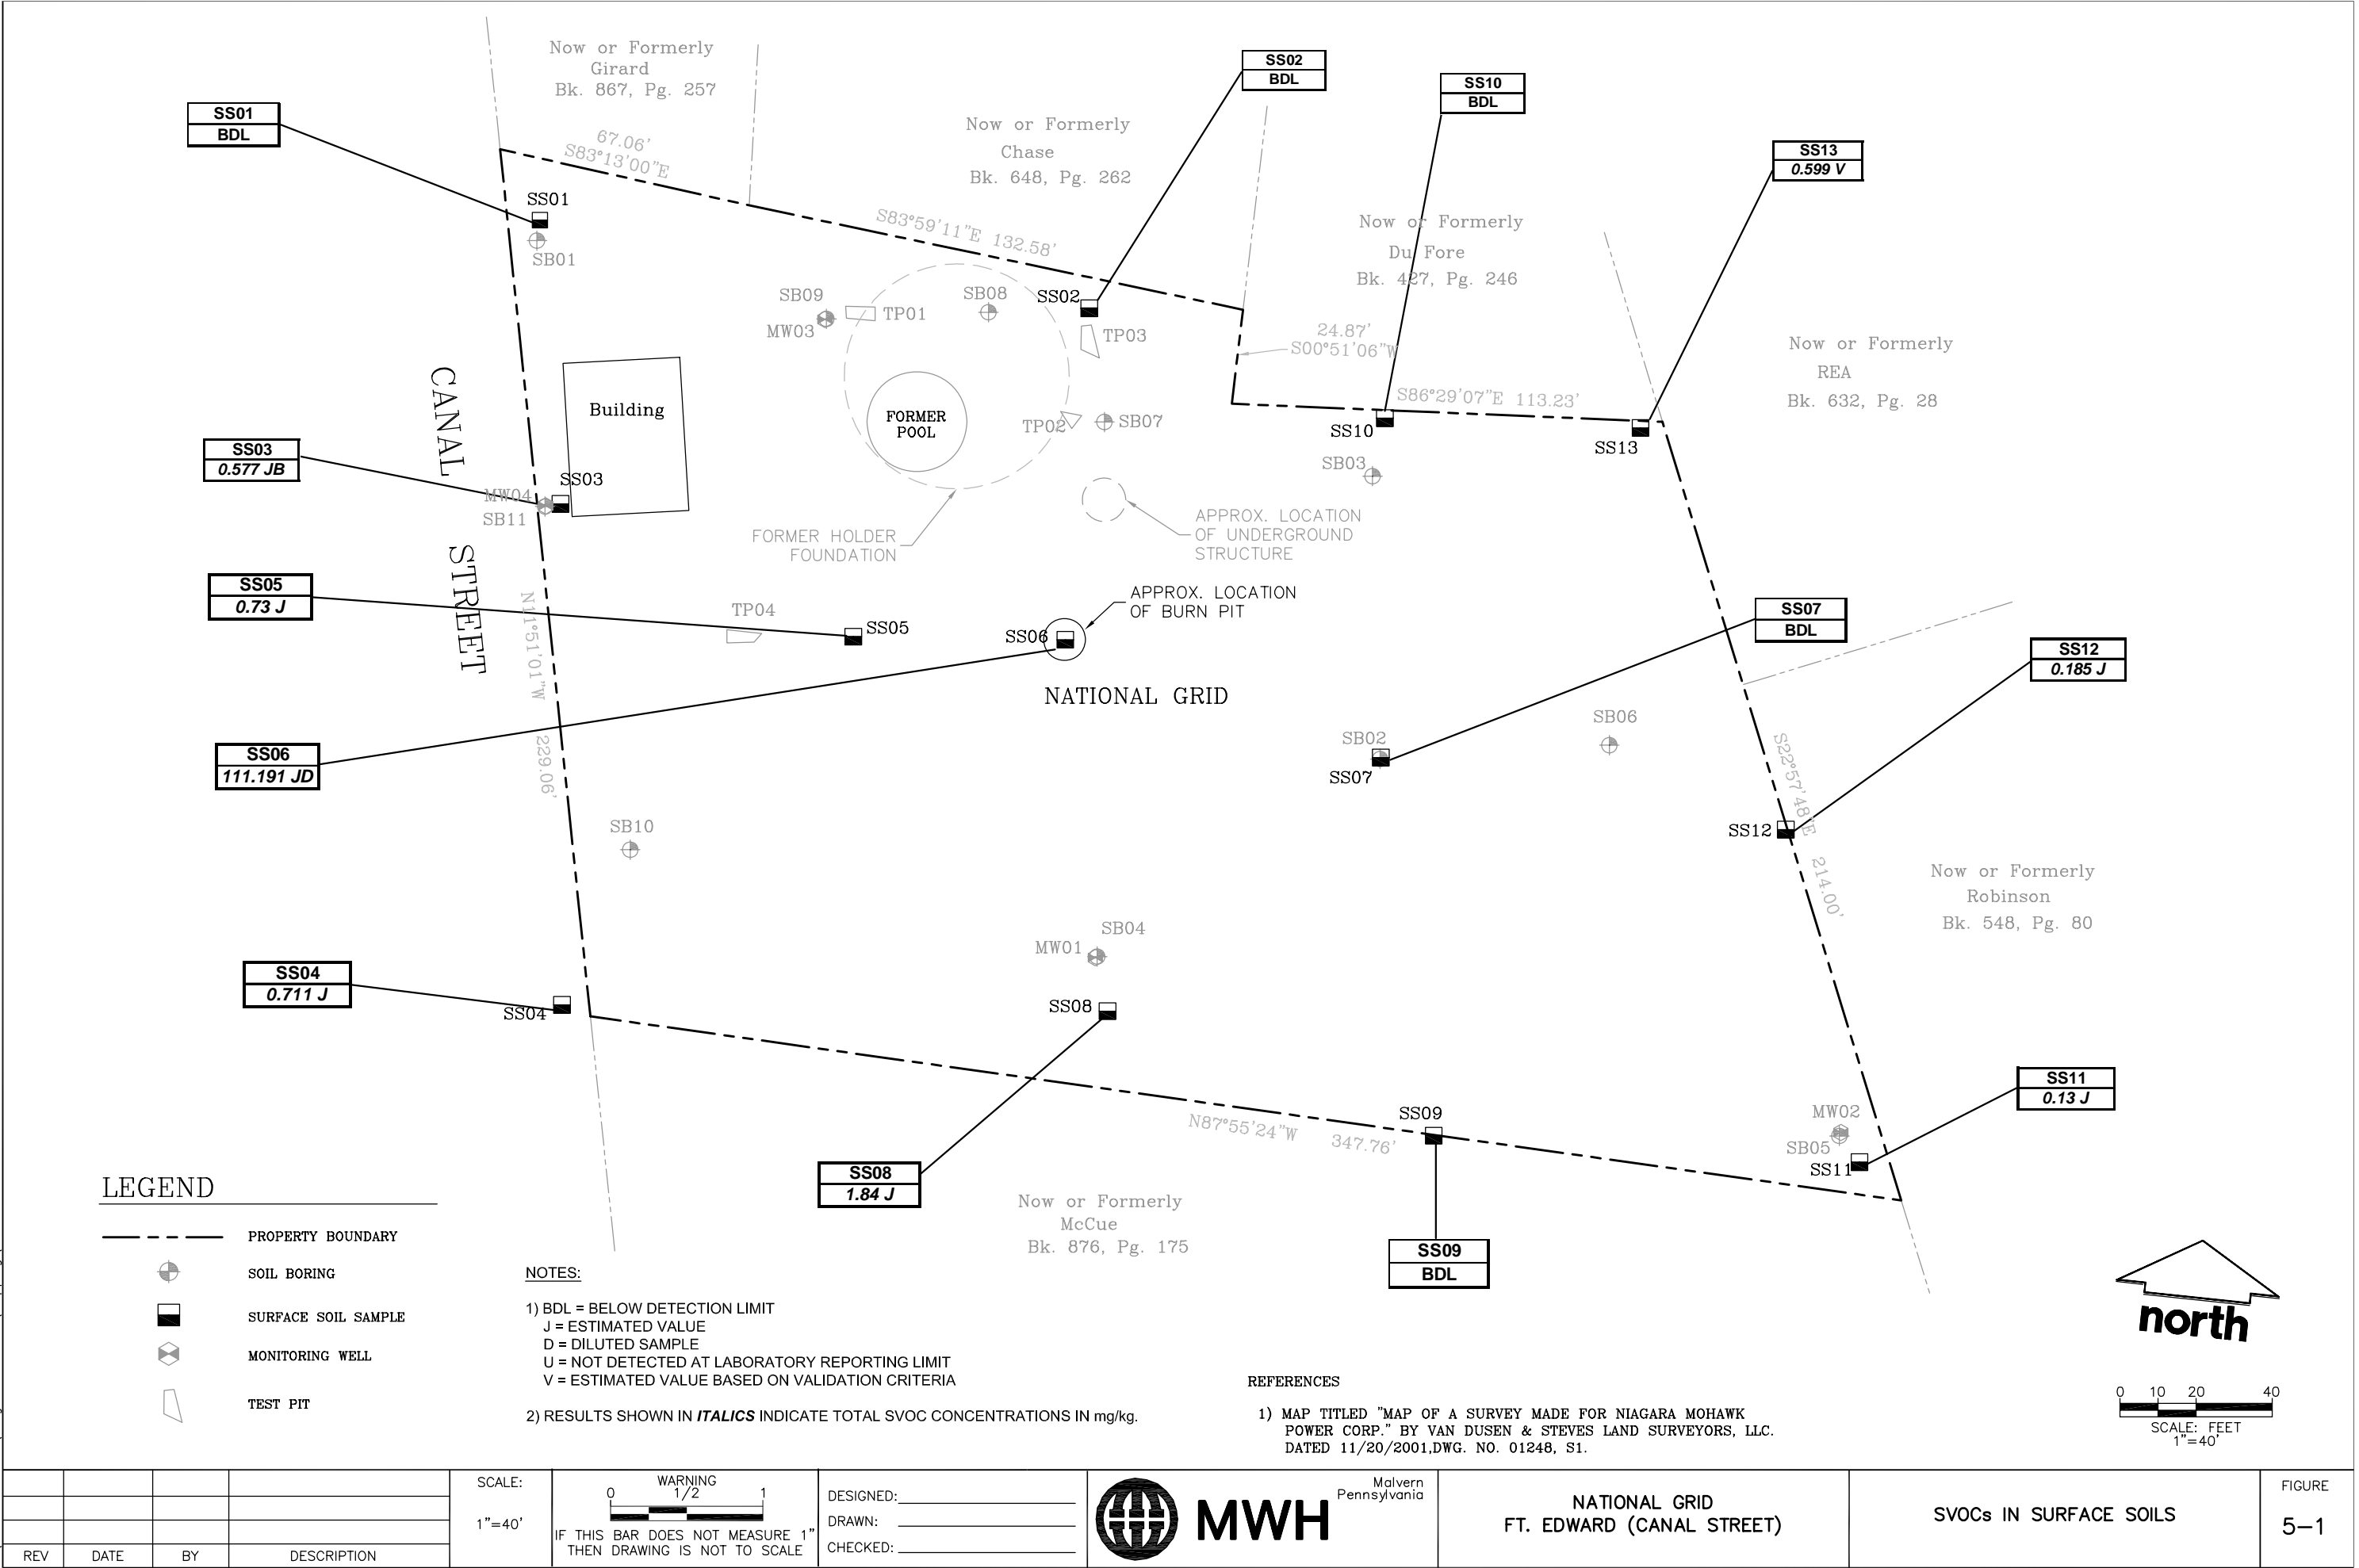 Now or Formerly
Girard
Bk. 867, Pg. 257
SS02
BDL
SS10
BDL
SS01
BDL
67.06'
S83°13'00"E
Now or Formerly
Chase
Bk. 648, Pg. 262
SS13
0.599 V
SS01
SB01
S83°59'11"E 132.58'
Now or Formerly
Du Fore
Bk. 427, Pg. 246
SB09
MW03
TP01
SB08
SS02
TP03
24.87'
S00°51'06"W
Now or Formerly
REA
Bk. 632, Pg. 28
CANAL
STREET
Building
FORMER
POOL
TP02
SB07
S86°29'07"E 113.23'
SS10
SS13
SB03
SS03
0.577 JB
SS03
MW04
SB11
FORMER HOLDER
FOUNDATION
APPROX. LOCATION
OF UNDERGROUND
STRUCTURE
SS05
0.73 J
N11°51'01"W
229.06'
TP04
SS05
SS06
APPROX. LOCATION
OF BURN PIT
SS07
BDL
SS12
0.185 J
NATIONAL GRID
SS06
111.191 JD
SB02
SS07
SB06
S22°57'48"E
214.00'
SS12
SB10
Now or Formerly
Robinson
Bk. 548, Pg. 80
SB04
MW01
SS04
0.711 J
SS04
SS08
SS11
0.13 J
SS09
N87°55'24"W 347.76'
MW02
SB05
SS11
SS08
1.84 J
Now or Formerly
McCue
Bk. 876, Pg. 175
SS09
BDL
LEGEND
PROPERTY BOUNDARY
SOIL BORING
SURFACE SOIL SAMPLE
MONITORING WELL
TEST PIT
NOTES:
1) BDL = BELOW DETECTION LIMIT
J = ESTIMATED VALUE
D = DILUTED SAMPLE
U = NOT DETECTED AT LABORATORY REPORTING LIMIT
V = ESTIMATED VALUE BASED ON VALIDATION CRITERIA
2) RESULTS SHOWN IN ITALICS INDICATE TOTAL SVOC CONCENTRATIONS IN mg/kg.
REFERENCES
1) MAP TITLED "MAP OF A SURVEY MADE FOR NIAGARA MOHAWK
POWER CORP." BY VAN DUSEN & STEVES LAND SURVEYORS, LLC.
DATED 11/20/2001,DWG. NO. 01248, S1.
north
0 10 20 40
SCALE: FEET
1"=40'
REV DATE BY DESCRIPTION
SCALE:
1"=40'
WARNING
0 1/2 1
IF THIS BAR DOES NOT MEASURE 1"
THEN DRAWING IS NOT TO SCALE
DESIGNED:
DRAWN:
CHECKED:
MWH
Malvern
Pennsylvania
NATIONAL GRID
FT. EDWARD (CANAL STREET)
SVOCs IN SURFACE SOILS
FIGURE
5-1